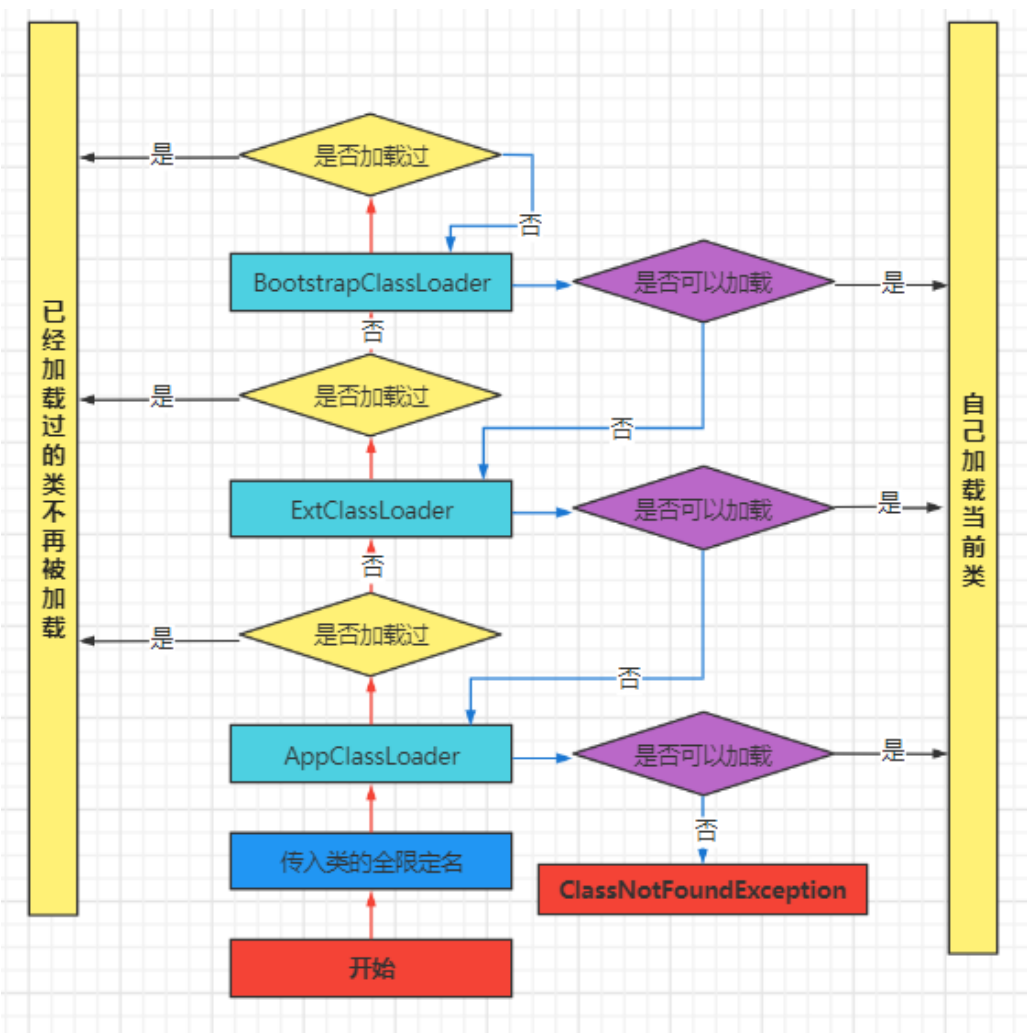 是否加载过
是
否
BootstrapClassLoader
是否可以加载
是
否
是否加载过
是
否
ExtClassLoader
是否可以加载
是
否
是否加载过
是
否
AppClassLoader
是否可以加载
是
否
传入类的全限定名
ClassNotFoundException
开始
已经加载过的类不再被加载
自己加载当前类